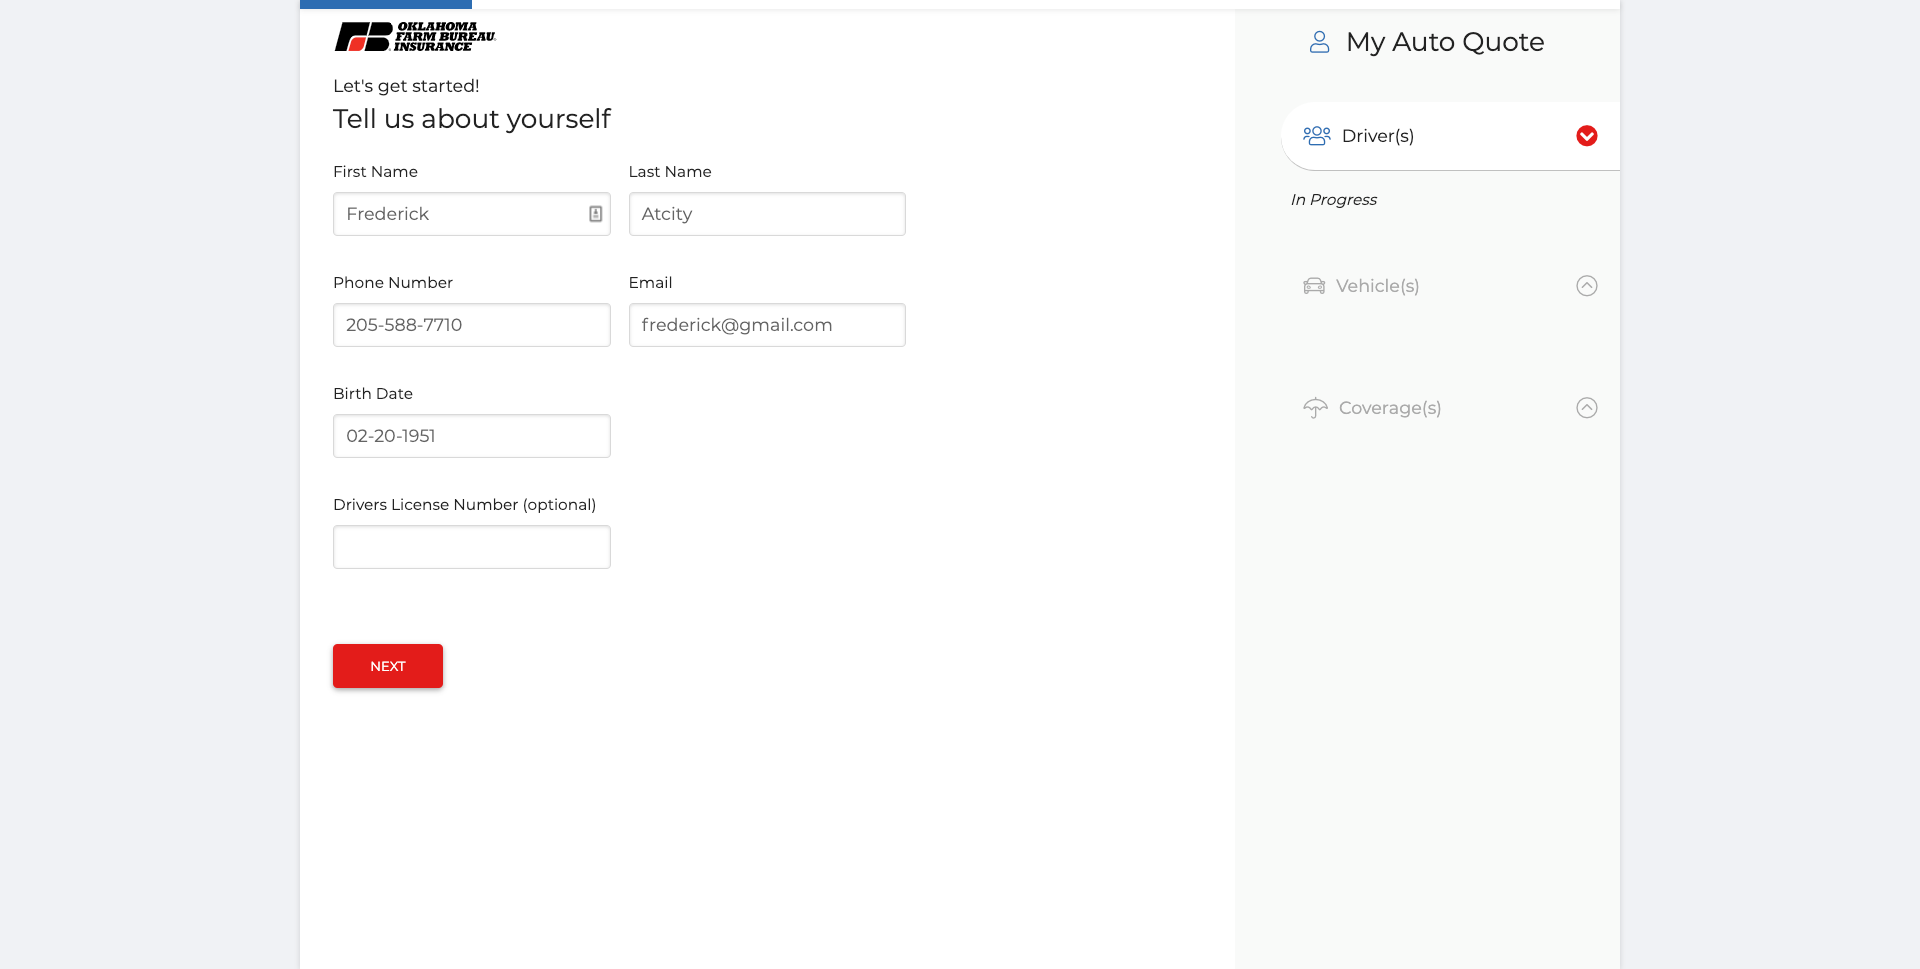 OKLAHOMA
FARM BUREAU
INSURANCE
Let's get started!
Tell us about yourself
First Name
Last Name
Frederick
Atcity
Phone Number
Email
205-588-7710
frederick@gmail.com
Birth Date
02-20-1951
Drivers License Number (optional)
NEXT
My Auto Quote
Driver(s)
In Progress
Vehicle(s)
Coverage(s)